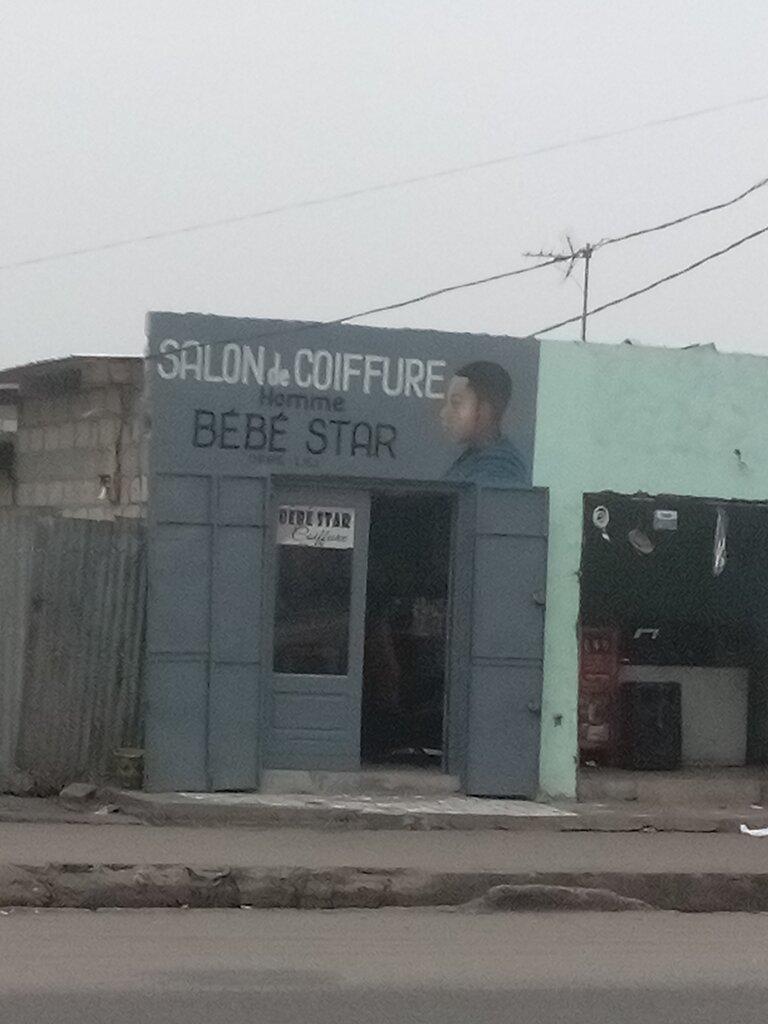 SALON de COIFFURE
Homme
BÉBÉ STAR
BEBE STAR
Coiffure